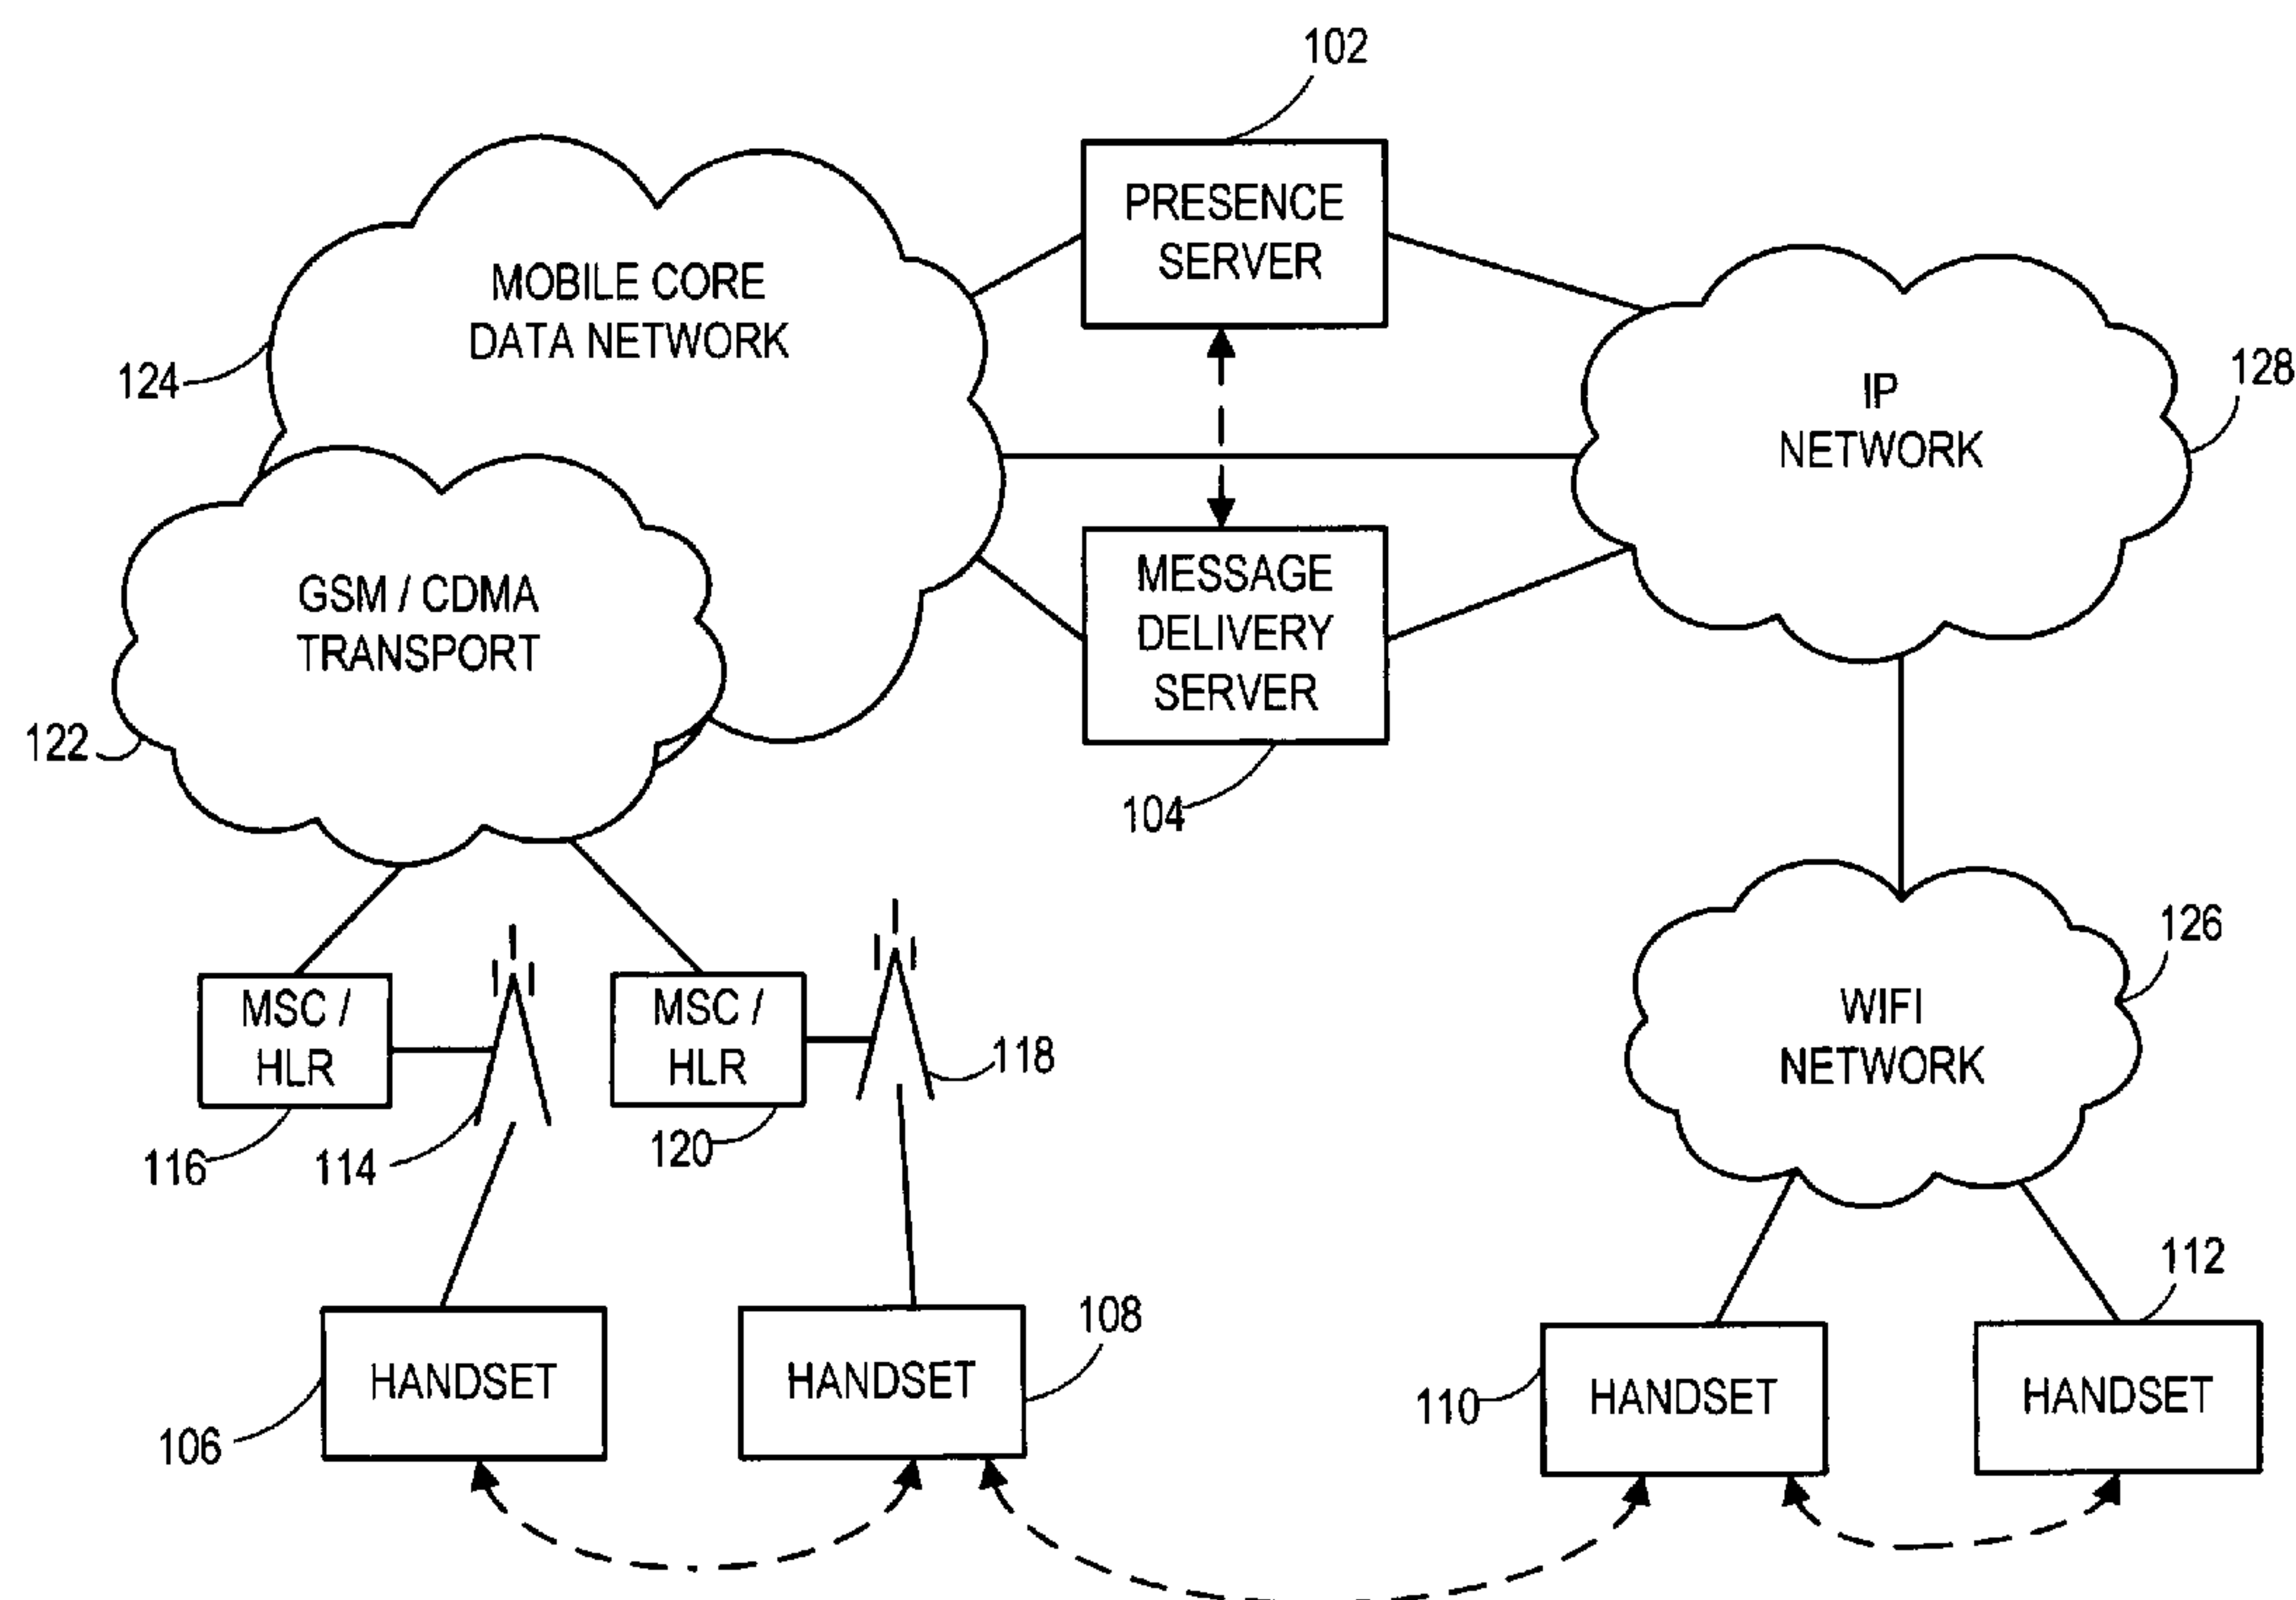 102
PRESENCE
SERVER
MOBILE CORE
DATA NETWORK
124
IP
NETWORK
128
GSM / CDMA
TRANSPORT
122
MESSAGE
DELIVERY
SERVER
104
MSC /
HLR
116
114
MSC /
HLR
120
118
WIFI
NETWORK
126
HANDSET
106
HANDSET
108
HANDSET
110
HANDSET
112